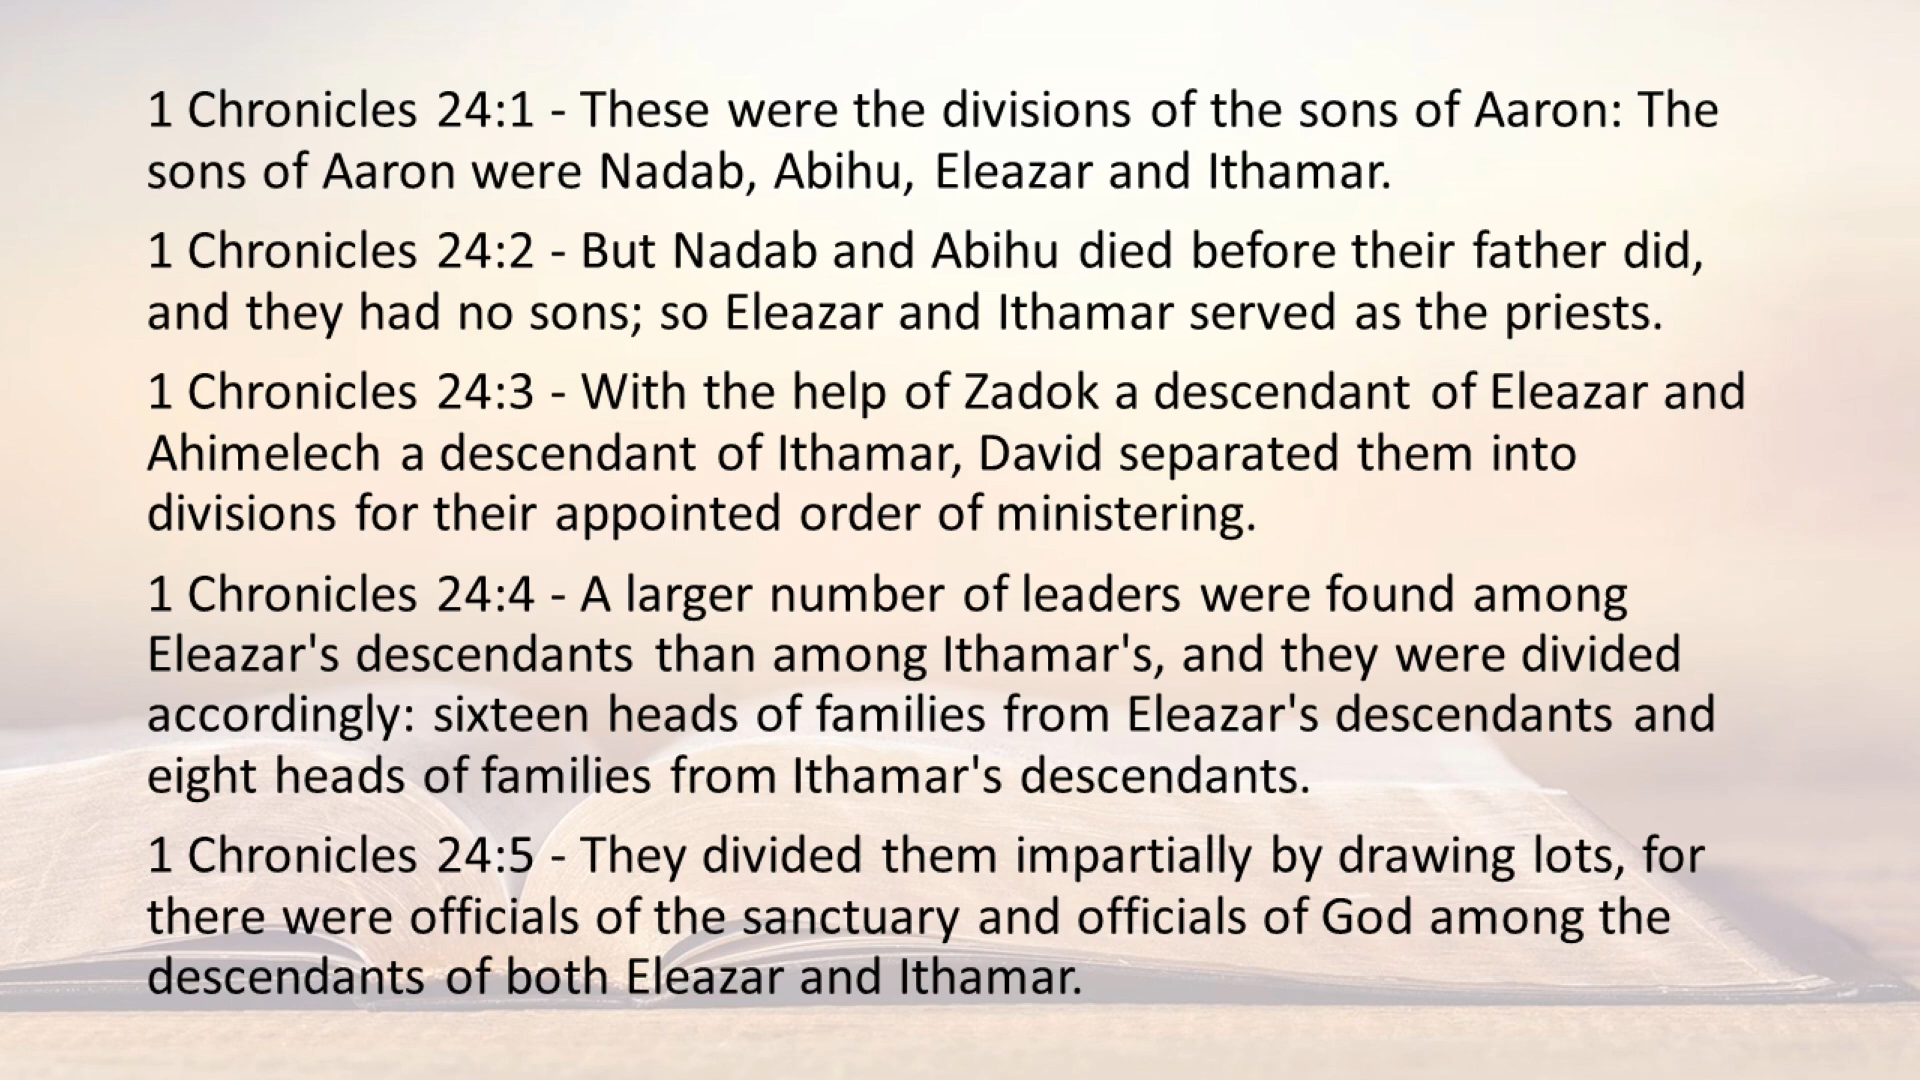 1 Chronicles 24:1 - These were the divisions of the sons of Aaron: The
sons of Aaron were Nadab, Abihu, Eleazar and Ithamar.
1 Chronicles 24:2 - But Nadab and Abihu died before their father did,
and they had no sons; so Eleazar and Ithamar served as the priests.
1 Chronicles 24:3 - With the help of Zadok a descendant of Eleazar and
Ahimelech a descendant of Ithamar, David separated them into
divisions for their appointed order of ministering.
1 Chronicles 24:4 - A larger number of leaders were found among
Eleazar's descendants than among Ithamar's, and they were divided
accordingly: sixteen heads of families from Eleazar's descendants and
eight heads of families from Ithamar's descendants.
1 Chronicles 24:5 - They divided them impartially by drawing lots, for
there were officials of the sanctuary and officials of God among the
descendants of both Eleazar and Ithamar.